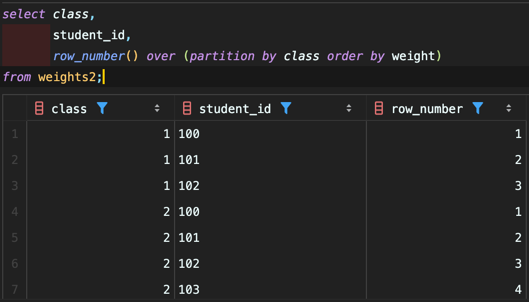 select class,
student_id,
row_number() over (partition by class order by weight)
from weights2;
class student_id row_number
1 1 100 1
2 1 101 2
3 1 102 3
4 2 100 1
5 2 101 2
6 2 102 3
7 2 103 4